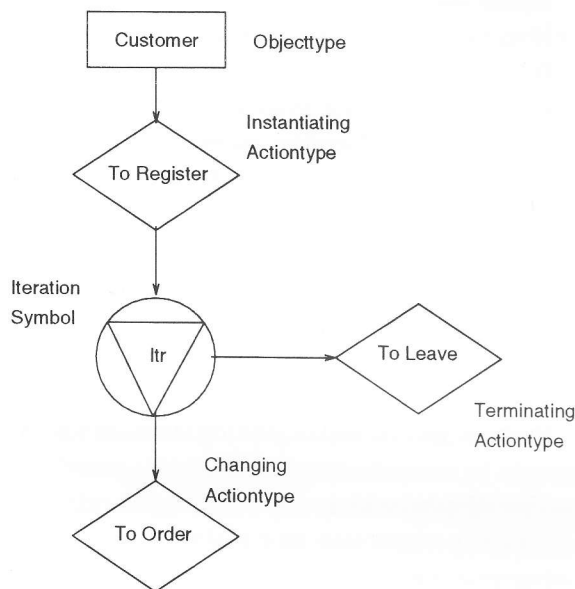 Customer
Objecttype
Instantiating
Actiontype
To Register
Iteration
Symbol
Itr
To Leave
Terminating
Actiontype
Changing
Actiontype
To Order